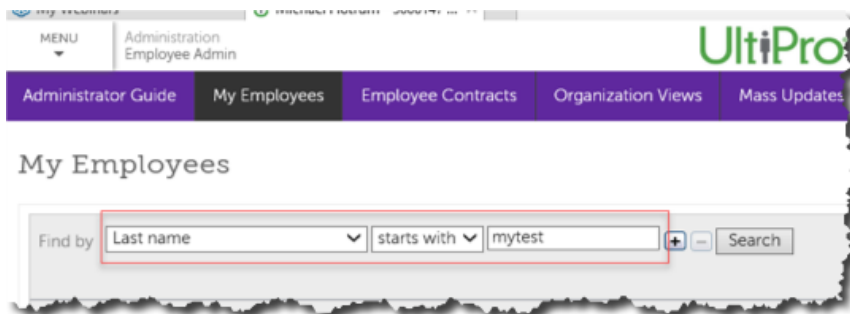 My Webinars
MENU
Administration
Employee Admin
UltiPro
Administrator Guide My Employees Employee Contracts Organization Views Mass Updates
My Employees
Find by Last name starts with mytest + − Search